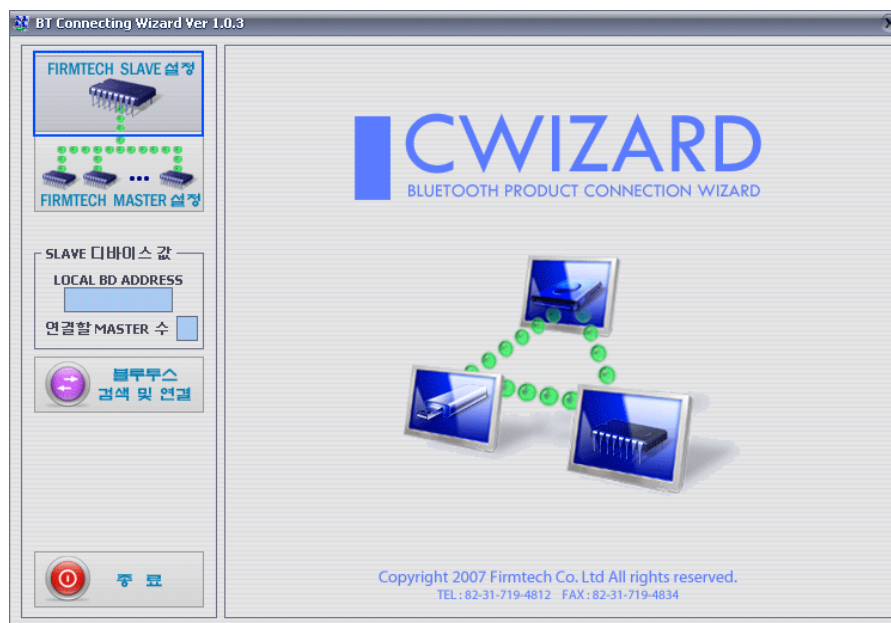 BT Connecting Wizard Ver 1.0.3
FIRMTECH SLAVE 설정
FIRMTECH MASTER 설정
SLAVE 디바이스 값
LOCAL BD ADDRESS
연결할 MASTER 수
블루투스
검색 및 연결
종 료
CWIZARD
BLUETOOTH PRODUCT CONNECTION WIZARD
Copyright 2007 Firmtech Co. Ltd All rights reserved.
TEL : 82-31-719-4812 FAX : 82-31-719-4834